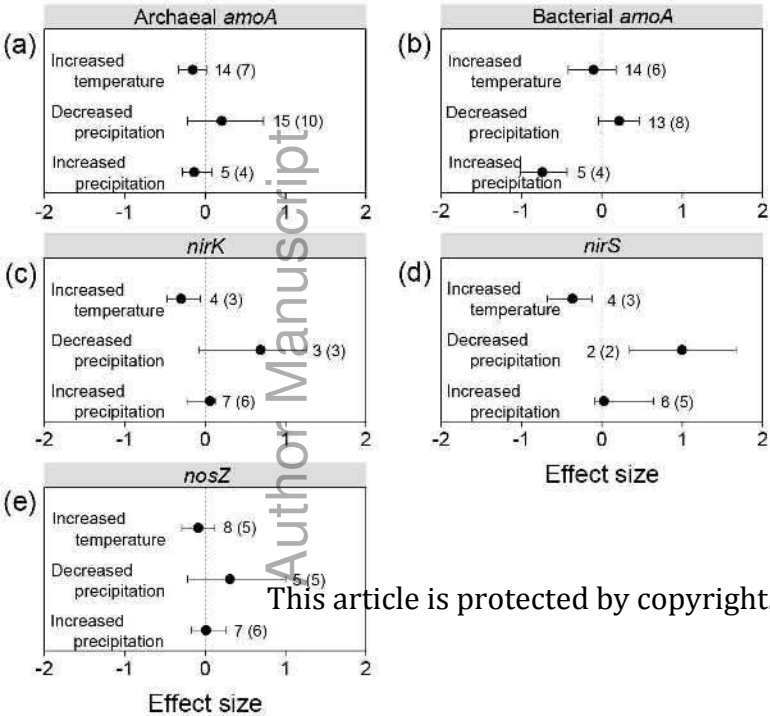 Archaeal amoA
(a)
Increased
temperature
14 (7)
Decreased
precipitation
15 (10)
Increased
precipitation
5 (4)
-2 -1 0 1 2
Bacterial amoA
(b)
Increased
temperature
14 (6)
Decreased
precipitation
13 (8)
Increased
precipitation
5 (4)
-2 -1 0 1 2
nirK
(c)
Increased
temperature
4 (3)
Decreased
precipitation
3 (3)
Increased
precipitation
7 (6)
-2 -1 0 1 2
nirS
(d)
Increased
temperature
4 (3)
Decreased
precipitation
2 (2)
Increased
precipitation
6 (5)
-2 -1 0 1 2
Effect size
nosZ
(e)
Increased
temperature
8 (5)
Decreased
precipitation
5 (5)
Increased
precipitation
7 (6)
-2 -1 0 1 2
Effect size
Author Manuscript
This article is protected by copyright.